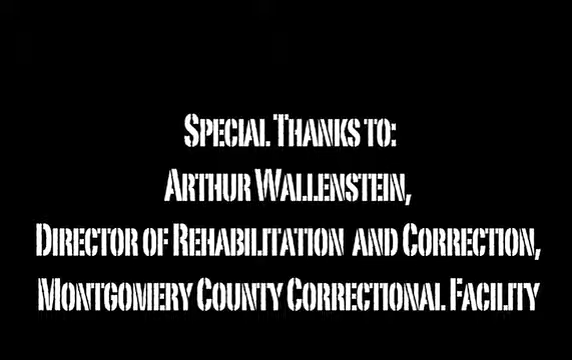 Special Thanks to:
Arthur Wallenstein,
Director of Rehabilitation and Correction,
Montgomery County Correctional Facility